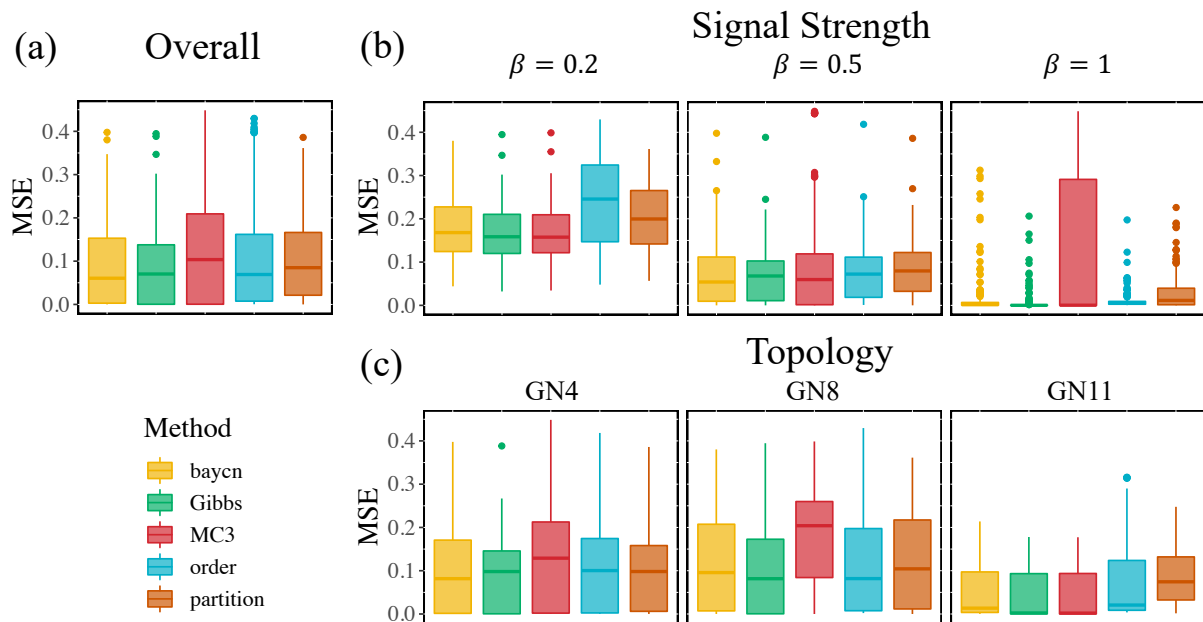 (a)
Overall
MSE
0.4
0.3
0.2
0.1
0.0
(b)
Signal Strength
β = 0.2
β = 0.5
β = 1
MSE
0.4
0.3
0.2
0.1
0.0
(c)
Topology
GN4
GN8
GN11
MSE
0.4
0.3
0.2
0.1
0.0
Method
baycn
Gibbs
MC3
order
partition